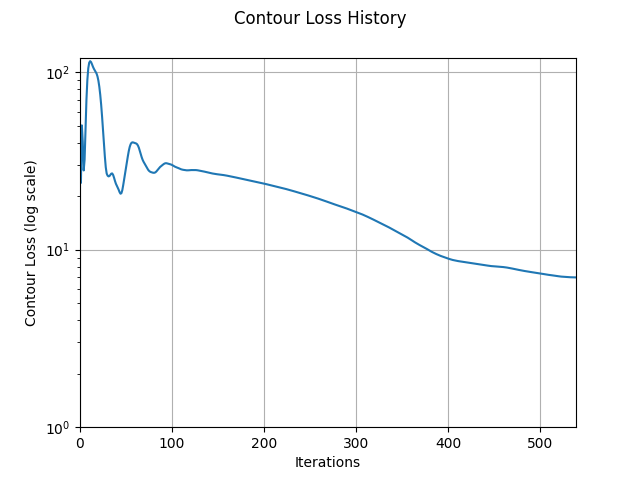 Contour Loss History
Contour Loss (log scale)
10²
10¹
10⁰
0 100 200 300 400 500
Iterations